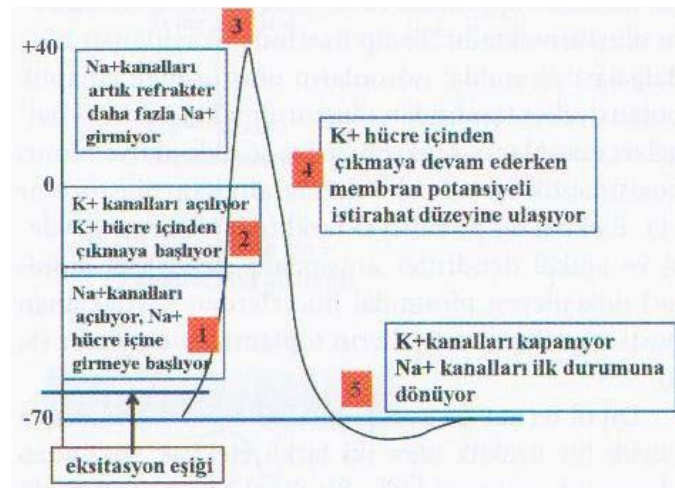 3
+40
Na+kanalları
artık refrakter
daha fazla Na+
girmiyor
K+ hücre içinden
çıkmaya devam ederken
membran potansiyeli
istirahat düzeyine ulaşıyor
4
0
K+ kanalları açılıyor
K+ hücre içinden
çıkmaya başlıyor
2
Na+kanalları
açılıyor, Na+
hücre içine
girmeye başlıyor
1
K+kanalları kapanıyor
Na+ kanalları ilk durumuna
dönüyor
5
-70
eksitasyon eşiği